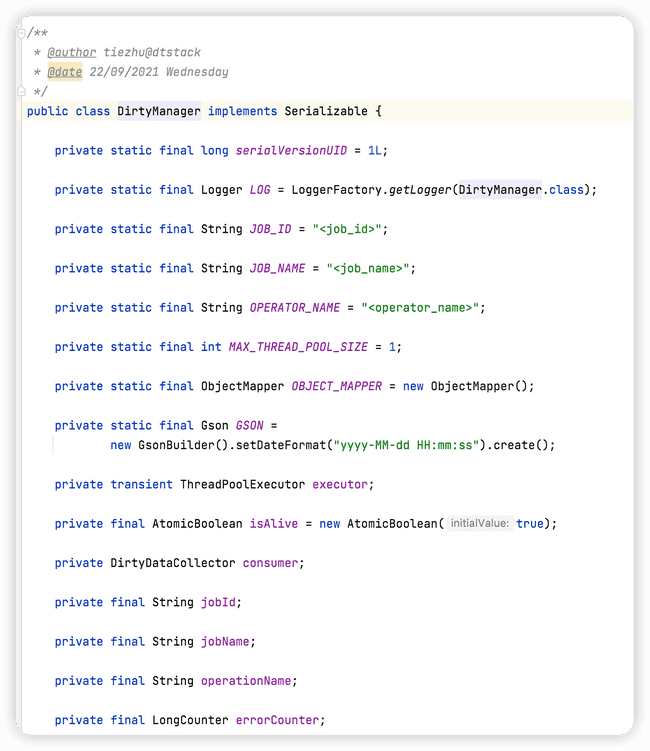 /**
 * @author tiezhu@dtstack
 * @date 22/09/2021 Wednesday
 */
public class DirtyManager implements Serializable {
    private static final long serialVersionUID = 1L;
    private static final Logger LOG = LoggerFactory.getLogger(DirtyManager.class);
    private static final String JOB_ID = "<job_id>";
    private static final String JOB_NAME = "<job_name>";
    private static final String OPERATOR_NAME = "<operator_name>";
    private static final int MAX_THREAD_POOL_SIZE = 1;
    private static final ObjectMapper OBJECT_MAPPER = new ObjectMapper();
    private static final Gson GSON =
            new GsonBuilder().setDateFormat("yyyy-MM-dd HH:mm:ss").create();
    private transient ThreadPoolExecutor executor;
    private final AtomicBoolean isAlive = new AtomicBoolean( initialValue: true);
    private DirtyDataCollector consumer;
    private final String jobId;
    private final String jobName;
    private final String operationName;
    private final LongCounter errorCounter;